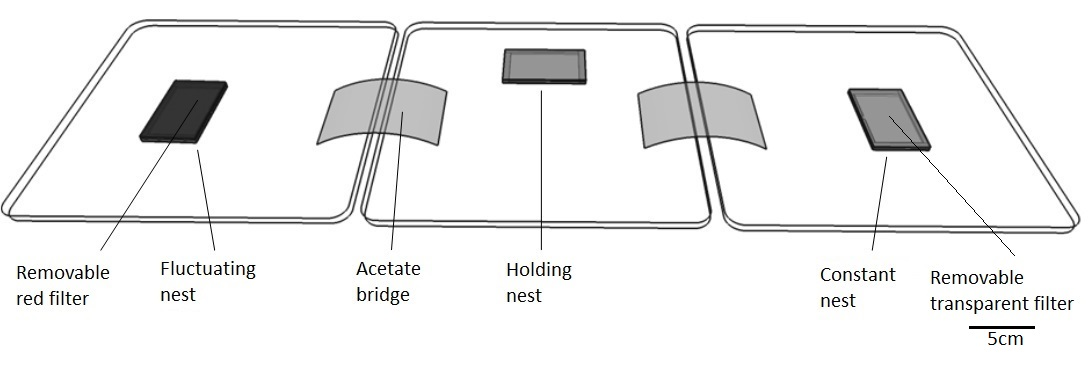 Removable
red filter
Fluctuating
nest
Acetate
bridge
Holding
nest
Constant
nest
Removable
transparent filter
5cm